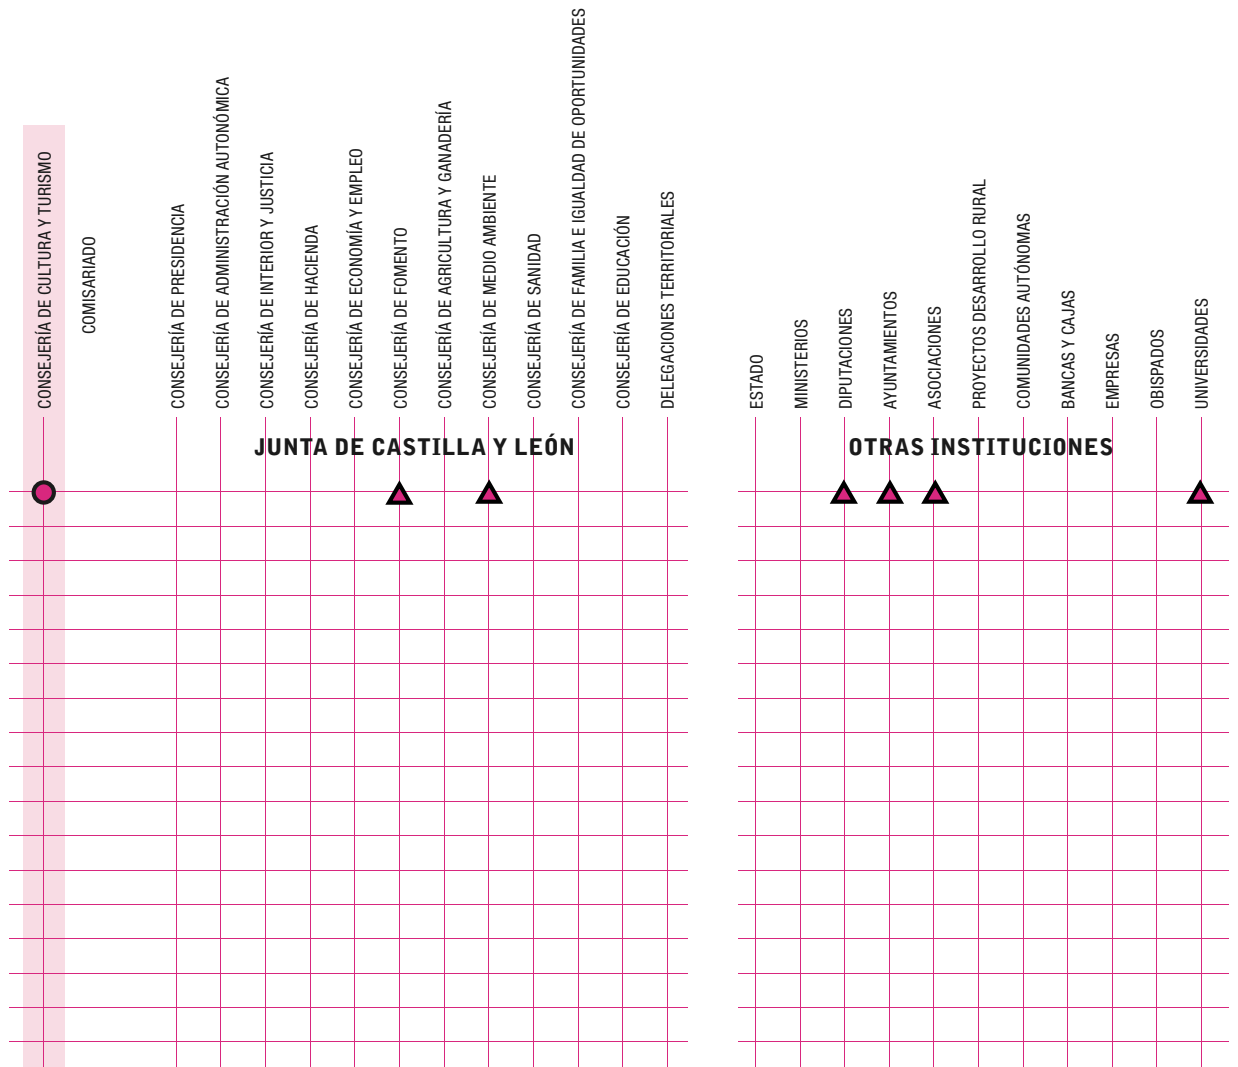 CONSEJERÍA DE CULTURA Y TURISMO
COMISARIADO
CONSEJERÍA DE PRESIDENCIA
CONSEJERÍA DE ADMINISTRACIÓN AUTONÓMICA
CONSEJERÍA DE INTERIOR Y JUSTICIA
CONSEJERÍA DE HACIENDA
CONSEJERÍA DE ECONOMÍA Y EMPLEO
CONSEJERÍA DE FOMENTO
CONSEJERÍA DE AGRICULTURA Y GANADERÍA
CONSEJERÍA DE MEDIO AMBIENTE
CONSEJERÍA DE SANIDAD
CONSEJERÍA DE FAMILIA E IGUALDAD DE OPORTUNIDADES
CONSEJERÍA DE EDUCACIÓN
DELEGACIONES TERRITORIALES
ESTADO
MINISTERIOS
DIPUTACIONES
AYUNTAMIENTOS
ASOCIACIONES
PROYECTOS DESARROLLO RURAL
COMUNIDADES AUTÓNOMAS
BANCAS Y CAJAS
EMPRESAS
OBISPADOS
UNIVERSIDADES
JUNTA DE CASTILLA Y LEÓN
OTRAS INSTITUCIONES